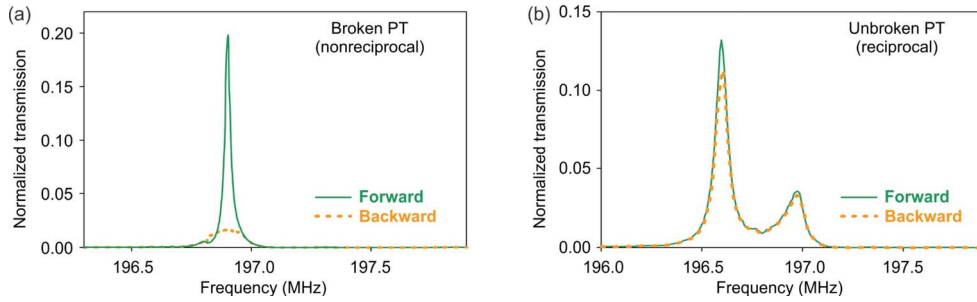 (a)
Broken PT
(nonreciprocal)
Normalized transmission
0.20
0.15
0.10
0.05
0.00
Forward
Backward
196.5
197.0
197.5
Frequency (MHz)
(b)
Unbroken PT
(reciprocal)
Normalized transmission
0.15
0.10
0.05
0.00
Forward
Backward
196.0
196.6
197.0
197.5
Frequency (MHz)